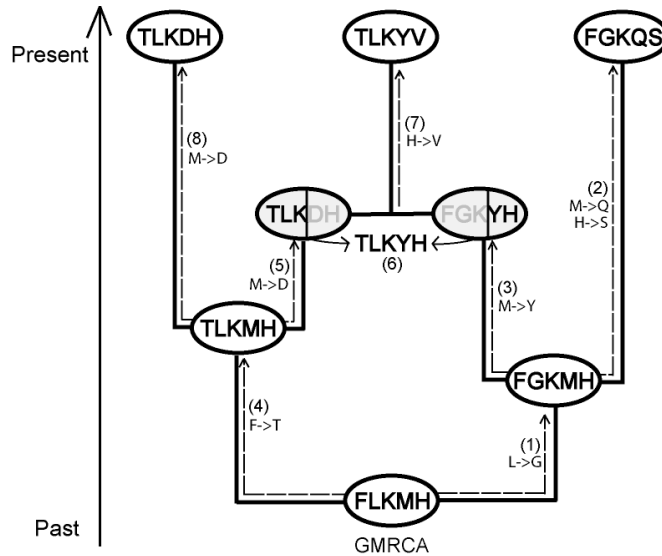 TLKDH
TLKYV
FGKQS
Present
(8)
M->D
(7)
H->V
(2)
M->Q
H->S
TLKDH
FGKYH
TLKYH
(6)
(5)
M->D
(3)
M->Y
TLKMH
FGKMH
(4)
F->T
(1)
L->G
FLKMH
Past
GMRCA